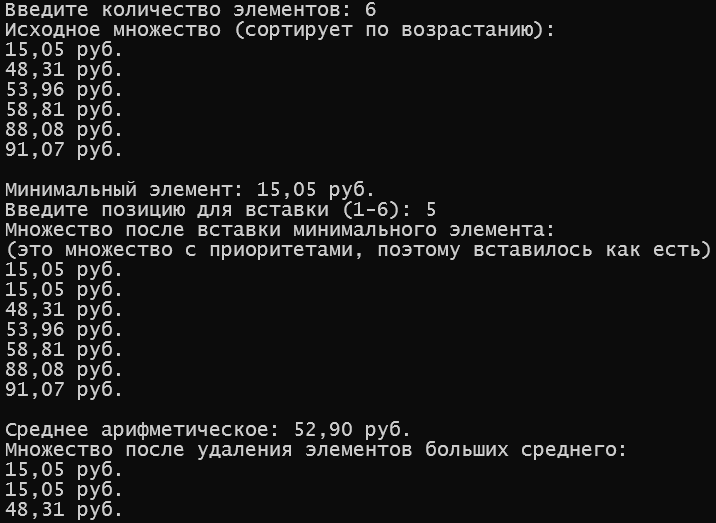 Введите количество элементов: 6
Исходное множество (сортирует по возрастанию):
15,05 руб.
48,31 руб.
53,96 руб.
58,81 руб.
88,08 руб.
91,07 руб.
Минимальный элемент: 15,05 руб.
Введите позицию для вставки (1-6): 5
Множество после вставки минимального элемента:
(это множество с приоритетами, поэтому вставилось как есть)
15,05 руб.
15,05 руб.
48,31 руб.
53,96 руб.
58,81 руб.
88,08 руб.
91,07 руб.
Среднее арифметическое: 52,90 руб.
Множество после удаления элементов больших среднего:
15,05 руб.
15,05 руб.
48,31 руб.